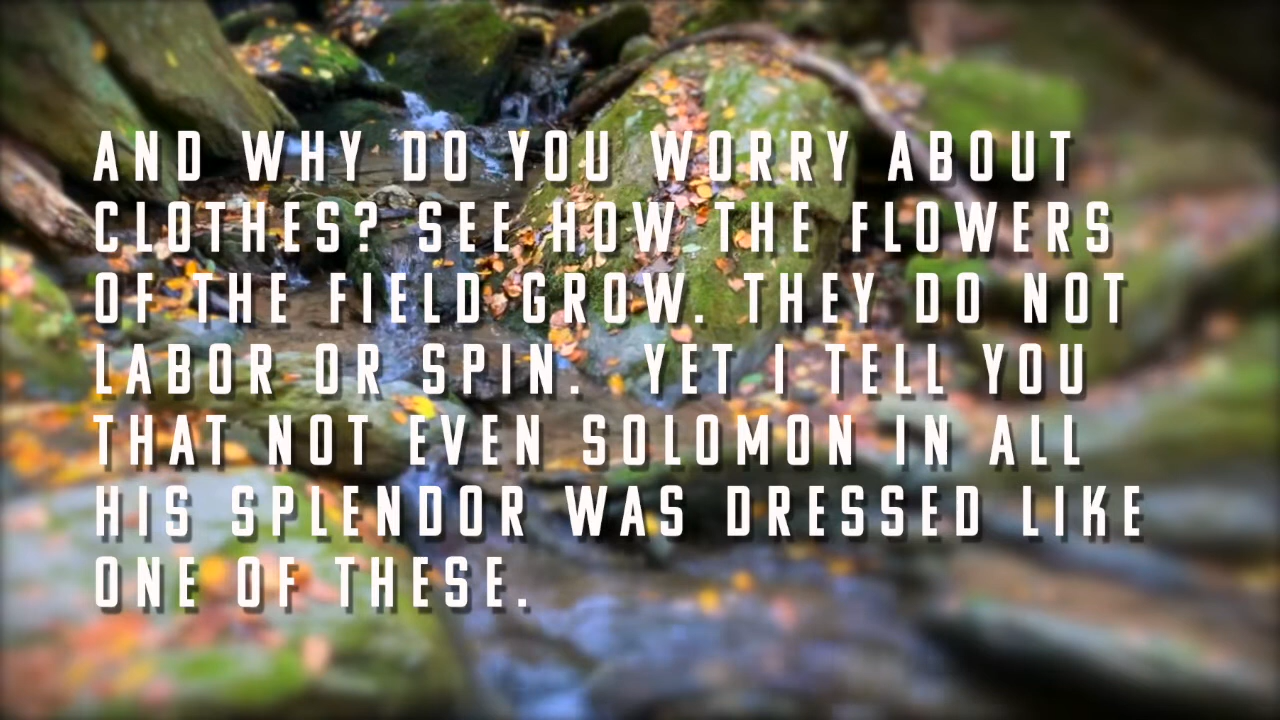 AND WHY DO YOU WORRY ABOUT
CLOTHES? SEE HOW THE FLOWERS
OF THE FIELD GROW. THEY DO NOT
LABOR OR SPIN.  YET I TELL YOU
THAT NOT EVEN SOLOMON IN ALL
HIS SPLENDOR WAS DRESSED LIKE
ONE OF THESE.